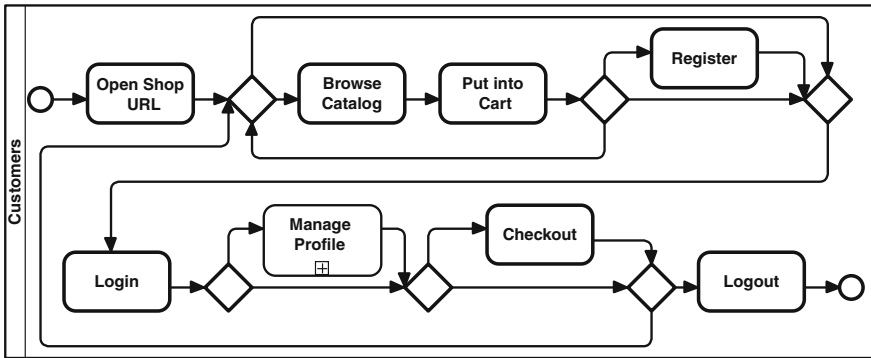 Customers
Open Shop
URL
Browse
Catalog
Put into
Cart
Register
Login
Manage
Profile
Checkout
Logout